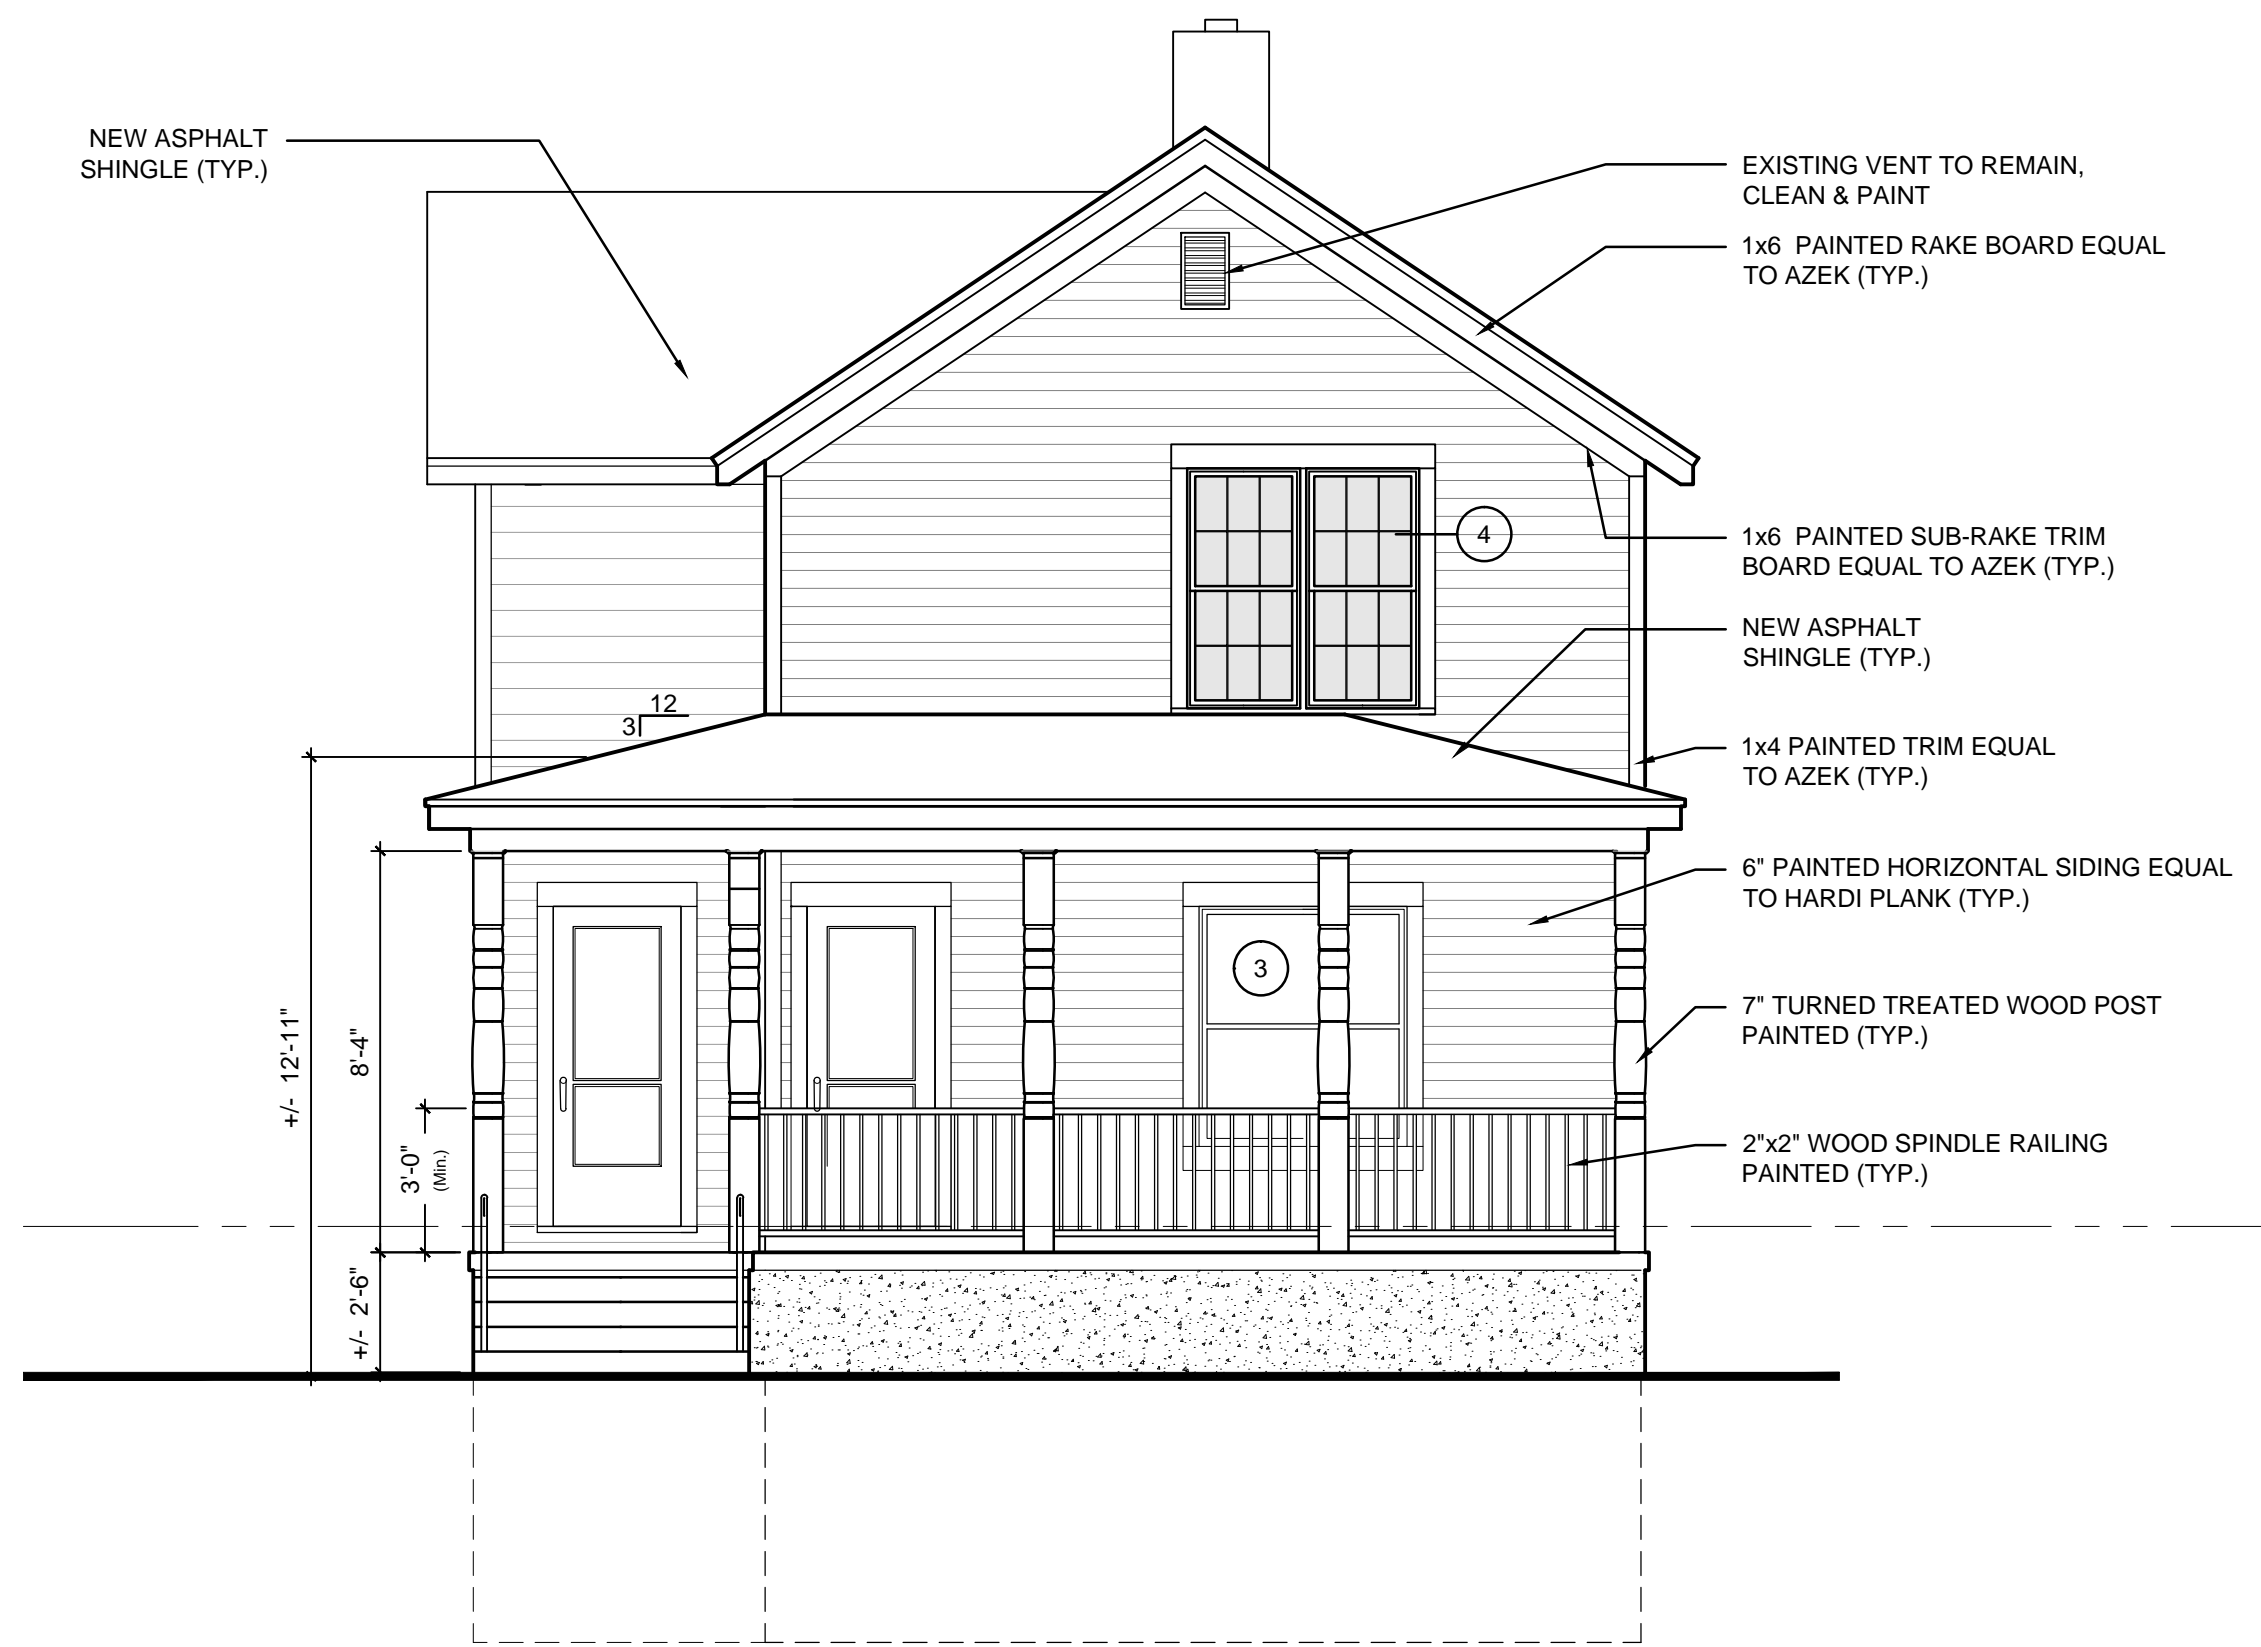 NEW ASPHALT
SHINGLE (TYP.)
EXISTING VENT TO REMAIN,
CLEAN & PAINT
1x6 PAINTED RAKE BOARD EQUAL
TO AZEK (TYP.)
4
1x6 PAINTED SUB-RAKE TRIM
BOARD EQUAL TO AZEK (TYP.)
NEW ASPHALT
SHINGLE (TYP.)
12
3
1x4 PAINTED TRIM EQUAL
TO AZEK (TYP.)
6" PAINTED HORIZONTAL SIDING EQUAL
TO HARDI PLANK (TYP.)
3
7" TURNED TREATED WOOD POST
PAINTED (TYP.)
2"x2" WOOD SPINDLE RAILING
PAINTED (TYP.)
+/- 12'-11"
8'-4"
3'-0"
(Min.)
+/- 2'-6"